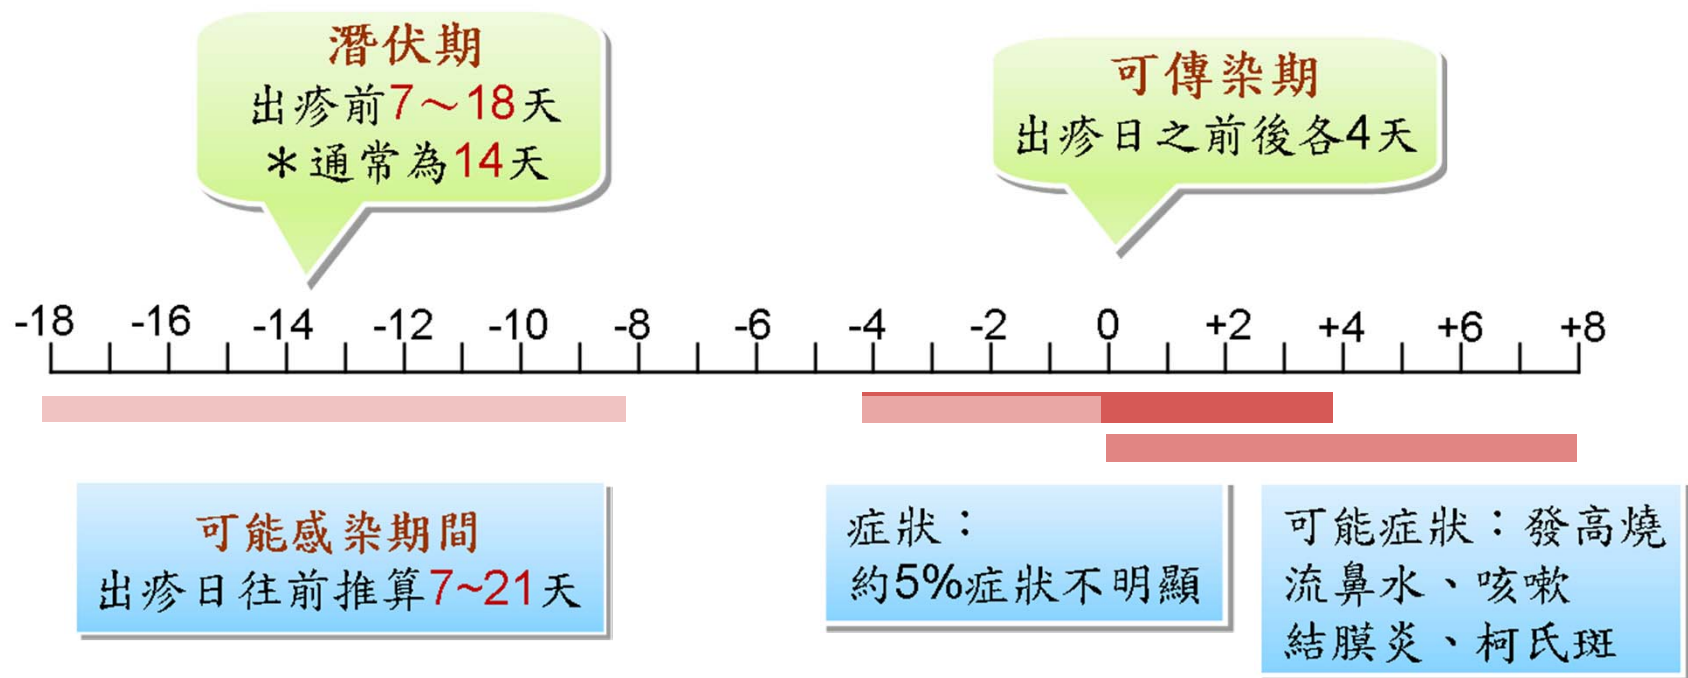 潛伏期
出疹前7～18天
＊通常為14天
可傳染期
出疹日之前後各4天
-18 -16 -14 -12 -10 -8 -6 -4 -2 0 +2 +4 +6 +8
可能感染期間
出疹日往前推算7~21天
症狀：
約5%症狀不明顯
可能症狀：發高燒
流鼻水、咳嗽
結膜炎、柯氏斑